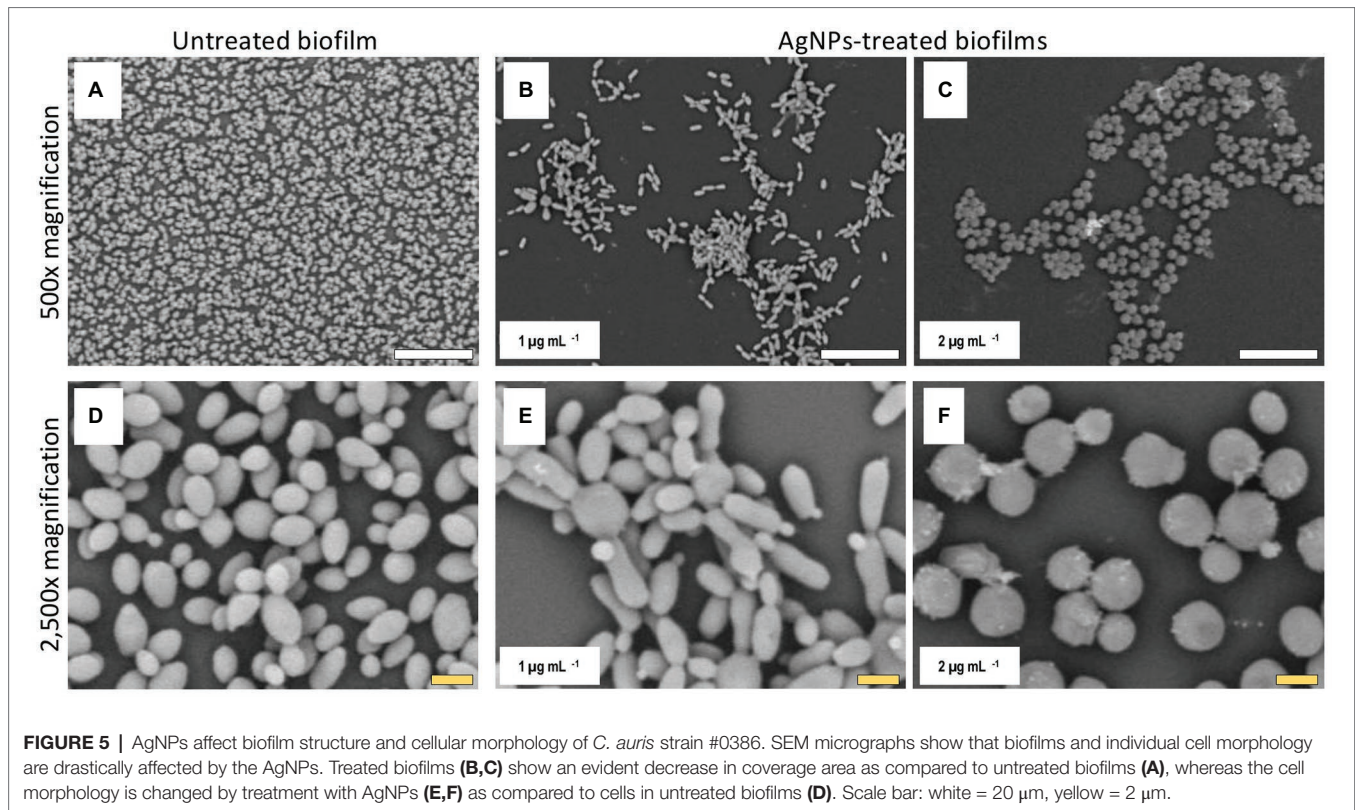 Untreated biofilm
AgNPs-treated biofilms
500x magnification
A
B
C
1 µg mL⁻¹
2 µg mL⁻¹
2,500x magnification
D
E
F
1 µg mL⁻¹
2 µg mL⁻¹
FIGURE 5 | AgNPs affect biofilm structure and cellular morphology of C. auris strain #0386. SEM micrographs show that biofilms and individual cell morphology
are drastically affected by the AgNPs. Treated biofilms (B,C) show an evident decrease in coverage area as compared to untreated biofilms (A), whereas the cell
morphology is changed by treatment with AgNPs (E,F) as compared to cells in untreated biofilms (D). Scale bar: white = 20 μm, yellow = 2 μm.